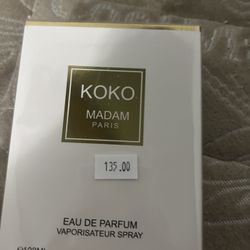 KOKO
MADAM
PARIS
135.00
EAU DE PARFUM
VAPORISATEUR SPRAY